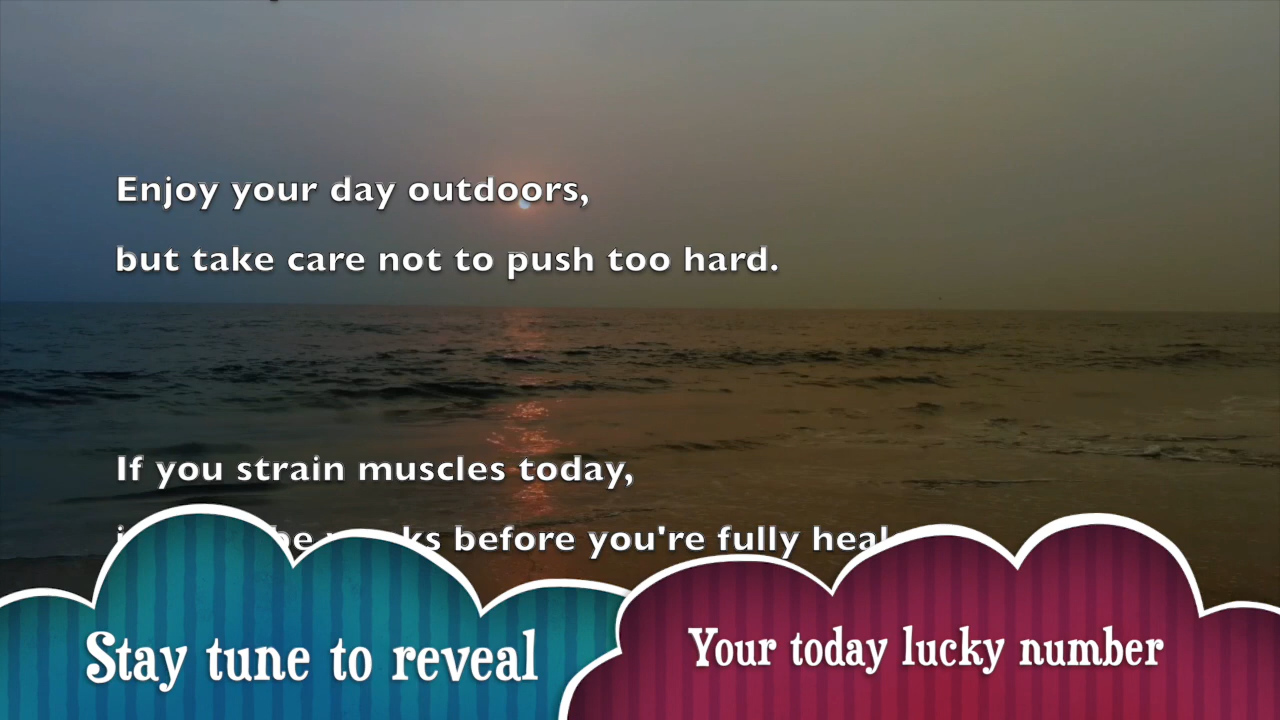 Enjoy your day outdoors,
but take care not to push too hard.
If you strain muscles today,
be before you're fully
Stay tune to reveal
Your today lucky number